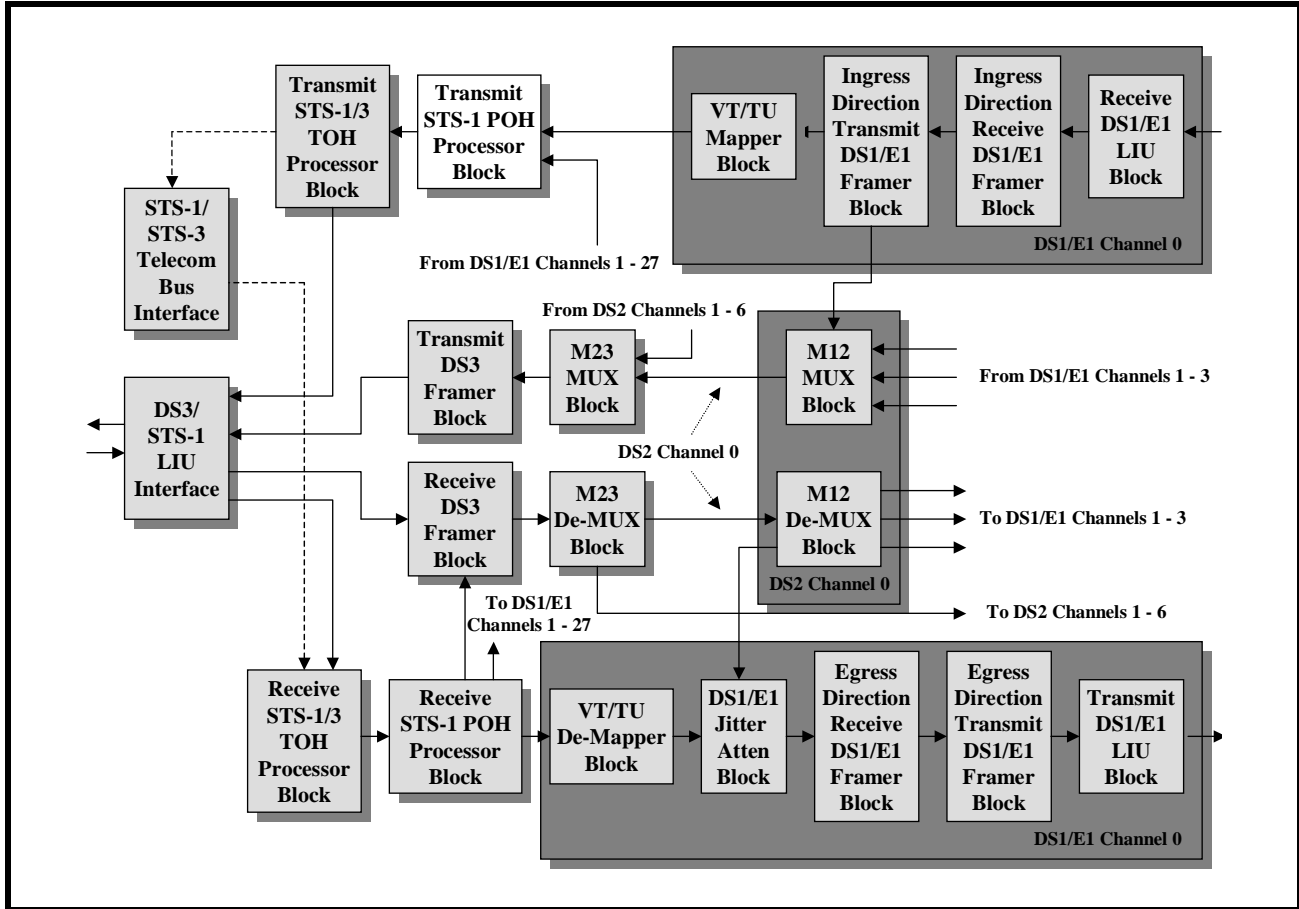 Transmit
STS-1/3
TOH
Processor
Block
Transmit
STS-1 POH
Processor
Block
VT/TU
Mapper
Block
Ingress
Direction
Transmit
DS1/E1
Framer
Block
Ingress
Direction
Receive
DS1/E1
Framer
Block
Receive
DS1/E1
LIU
Block
DS1/E1 Channel 0
STS-1/
STS-3
Telecom
Bus
Interface
From DS1/E1 Channels 1 - 27
From DS2 Channels 1 - 6
Transmit
DS3
Framer
Block
M23
MUX
Block
M12
MUX
Block
From DS1/E1 Channels 1 - 3
DS3/
STS-1
LIU
Interface
DS2 Channel 0
Receive
DS3
Framer
Block
M23
De-MUX
Block
M12
De-MUX
Block
To DS1/E1 Channels 1 - 3
DS2 Channel 0
To DS1/E1
Channels 1 - 27
To DS2 Channels 1 - 6
Receive
STS-1/3
TOH
Processor
Block
Receive
STS-1 POH
Processor
Block
VT/TU
De-Mapper
Block
DS1/E1
Jitter
Atten
Block
Egress
Direction
Receive
DS1/E1
Framer
Block
Egress
Direction
Transmit
DS1/E1
Framer
Block
Transmit
DS1/E1
LIU
Block
DS1/E1 Channel 0